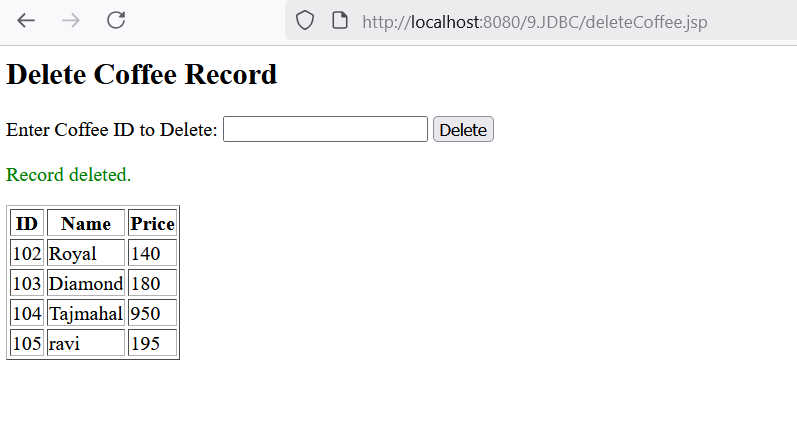 http://localhost:8080/9.JDBC/deleteCoffee.jsp
Delete Coffee Record
Enter Coffee ID to Delete: Delete
Record deleted.
ID Name Price
102 Royal 140
103 Diamond 180
104 Tajmahal 950
105 ravi 195